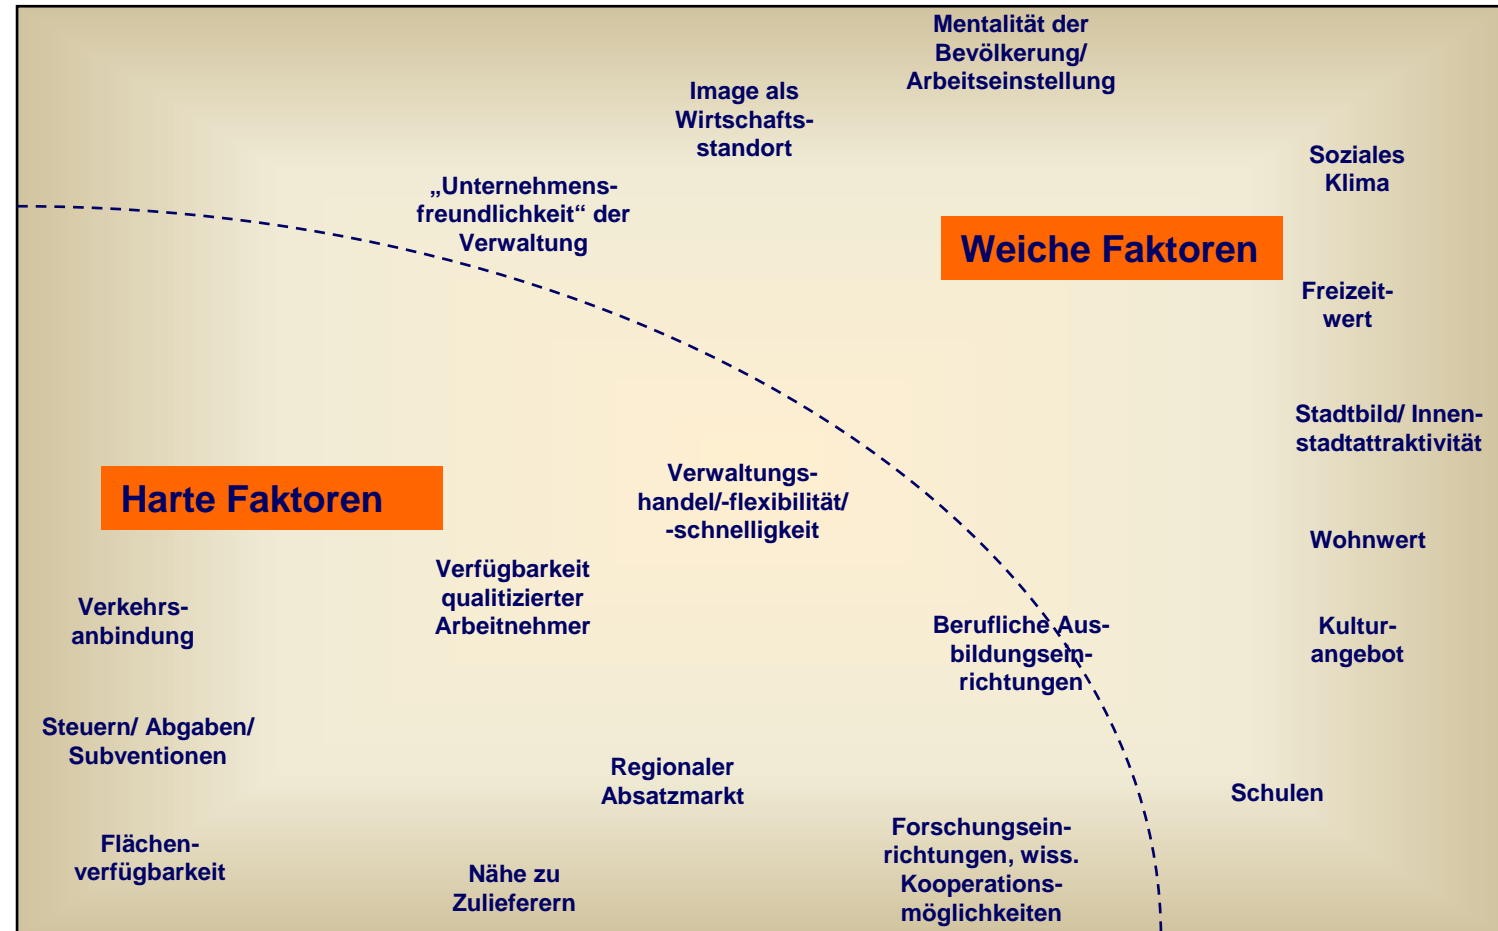 Mentalität der
Bevölkerung/
Arbeitseinstellung
Image als
Wirtschafts-
standort
Soziales
Klima
„Unternehmens-
freundlichkeit“ der
Verwaltung
Weiche Faktoren
Freizeit-
wert
Stadtbild/ Innen-
stadtattraktivität
Harte Faktoren
Verwaltungs-
handel/-flexibilität/
-schnelligkeit
Wohnwert
Verfügbarkeit
qualitizierter
Arbeitnehmer
Verkehrs-
anbindung
Berufliche Aus-
bildungsein-
richtungen
Kultur-
angebot
Steuern/ Abgaben/
Subventionen
Regionaler
Absatzmarkt
Schulen
Flächen-
verfügbarkeit
Nähe zu
Zulieferern
Forschungsein-
richtungen, wiss.
Kooperations-
möglichkeiten